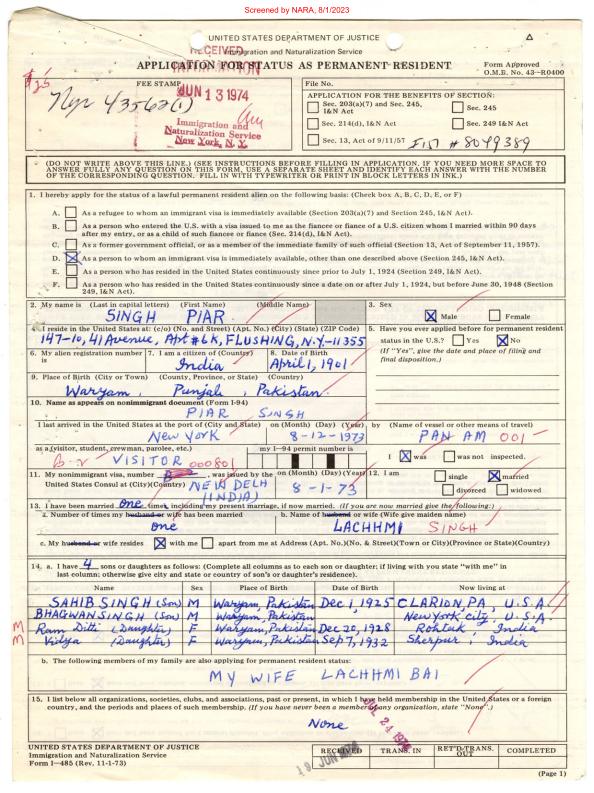 Screened by NARA, 8/1/2023
UNITED STATES DEPARTMENT OF JUSTICE
Immigration and Naturalization Service
RECEIVED
APPLICATION FOR STATUS AS PERMANENT RESIDENT
Form Approved
O.M.B. No. 43-R0400
$25
FEE STAMP
JUN 13 1974
Immigration and
Naturalization Service
New York, N. Y.
File No.
APPLICATION FOR THE BENEFITS OF SECTION:
Sec. 203(a)(7) and Sec. 245, I&N Act
Sec. 245
Sec. 214(d), I&N Act
Sec. 249 I&N Act
Sec. 13, Act of 9/11/57
# 8049389
(DO NOT WRITE ABOVE THIS LINE.) (SEE INSTRUCTIONS BEFORE FILLING IN APPLICATION. IF YOU NEED MORE SPACE TO
ANSWER FULLY ANY QUESTION ON THIS FORM, USE A SEPARATE SHEET AND IDENTIFY EACH ANSWER WITH THE NUMBER
OF THE CORRESPONDING QUESTION. FILL IN WITH TYPEWRITER OR PRINT IN BLOCK LETTERS IN INK.)
1. I hereby apply for the status of a lawful permanent resident alien on the following basis: (Check box A, B, C, D, E, or F)
A. As a refugee to whom an immigrant visa is immediately available (Section 203(a)(7) and Section 245, I&N Act).
B. As a person who entered the U.S. with a visa issued to me as the fiancee or fiance of a U.S. citizen whom I married within 90 days
after my entry, or as a child of such fiancee or fiance (Sec. 214(d), I&N Act).
C. As a former government official, or as a member of the immediate family of such official (Section 13, Act of September 11, 1957).
D. As a person to whom an immigrant visa is immediately available, other than one described above (Section 245, I&N Act).
E. As a person who has resided in the United States continuously since prior to July 1, 1924 (Section 249, I&N Act).
F. As a person who has resided in the United States continuously since a date on or after July 1, 1924, but before June 30, 1948 (Section
249, I&N Act).
2. My name is (Last in capital letters) (First Name) (Middle Name)
SINGH PIAR
3. Sex
Male Female
4. I reside in the United States at: (c/o) (No. and Street) (Apt. No.) (City) (State) (ZIP Code)
147-10, 41 Avenue, Apt # 6K, FLUSHING, N.Y.-11355
5. Have you ever applied before for permanent resident
status in the U.S.? Yes No
(If "Yes", give the date and place of filing and
final disposition.)
6. My alien registration number
is
7. I am a citizen of (Country)
India
8. Date of Birth
April 1, 1901
9. Place of Birth (City or Town) (County, Province, or State) (Country)
Waryam, Punjab, Pakistan
10. Name as appears on nonimmigrant document (Form I-94)
PIAR SINGH
I last arrived in the United States at the port of (City and State) on (Month) (Day) (Year) by (Name of vessel or other means of travel)
New York 8-12-1973 PAN AM 001
as a (visitor, student, crewman, parolee, etc.) my I-94 permit number is
B-2 VISITOR 000801
I was was not inspected.
11. My nonimmigrant visa, number B-2, was issued by the
United States Consul at (City) (Country)
NEW DELH
(INDIA)
on (Month) (Day) (Year)
8-1-73
12. I am
single married
divorced widowed
13. I have been married one times, including my present marriage, if now married. (If you are now married give the following:)
a. Number of times my husband or wife has been married
one
b. Name of husband or wife (Wife give maiden name)
LACHHMI SINGH
c. My husband or wife resides with me apart from me at Address (Apt. No.) (No. & Street) (Town or City) (Province or State) (Country)
14. a. I have 4 sons or daughters as follows: (Complete all columns as to each son or daughter; if living with you state "with me" in
last column; otherwise give city and state or country of son's or daughter's residence).
Name Sex Place of Birth Date of Birth Now living at
SAHIB SINGH (Son) M Waryam, Pakistan Dec 1, 1925 CLARION, PA, U.S.A.
BHAGWAN SINGH (Son) M Waryam, Pakistan New York City U.S.A.
M Ram Ditti (Daughter) F Waryam, Pakistan Dec 20, 1928 Rohtak, India
M Vidya (Daughter) F Waryam, Pakistan Sep 7, 1932 Sherpur, India
b. The following members of my family are also applying for permanent resident status:
MY WIFE LACHHMI BAI
15. I list below all organizations, societies, clubs, and associations, past or present, in which I have held membership in the United States or a foreign
country, and the periods and places of such membership. (If you have never been a member of any organization, state "None".)
None
JUL 24 1974
UNITED STATES DEPARTMENT OF JUSTICE
Immigration and Naturalization Service
Form I-485 (Rev. 11-1-73)
RECEIVED TRANS. IN RET'D-TRANS. OUT COMPLETED
19 JUN
(Page 1)